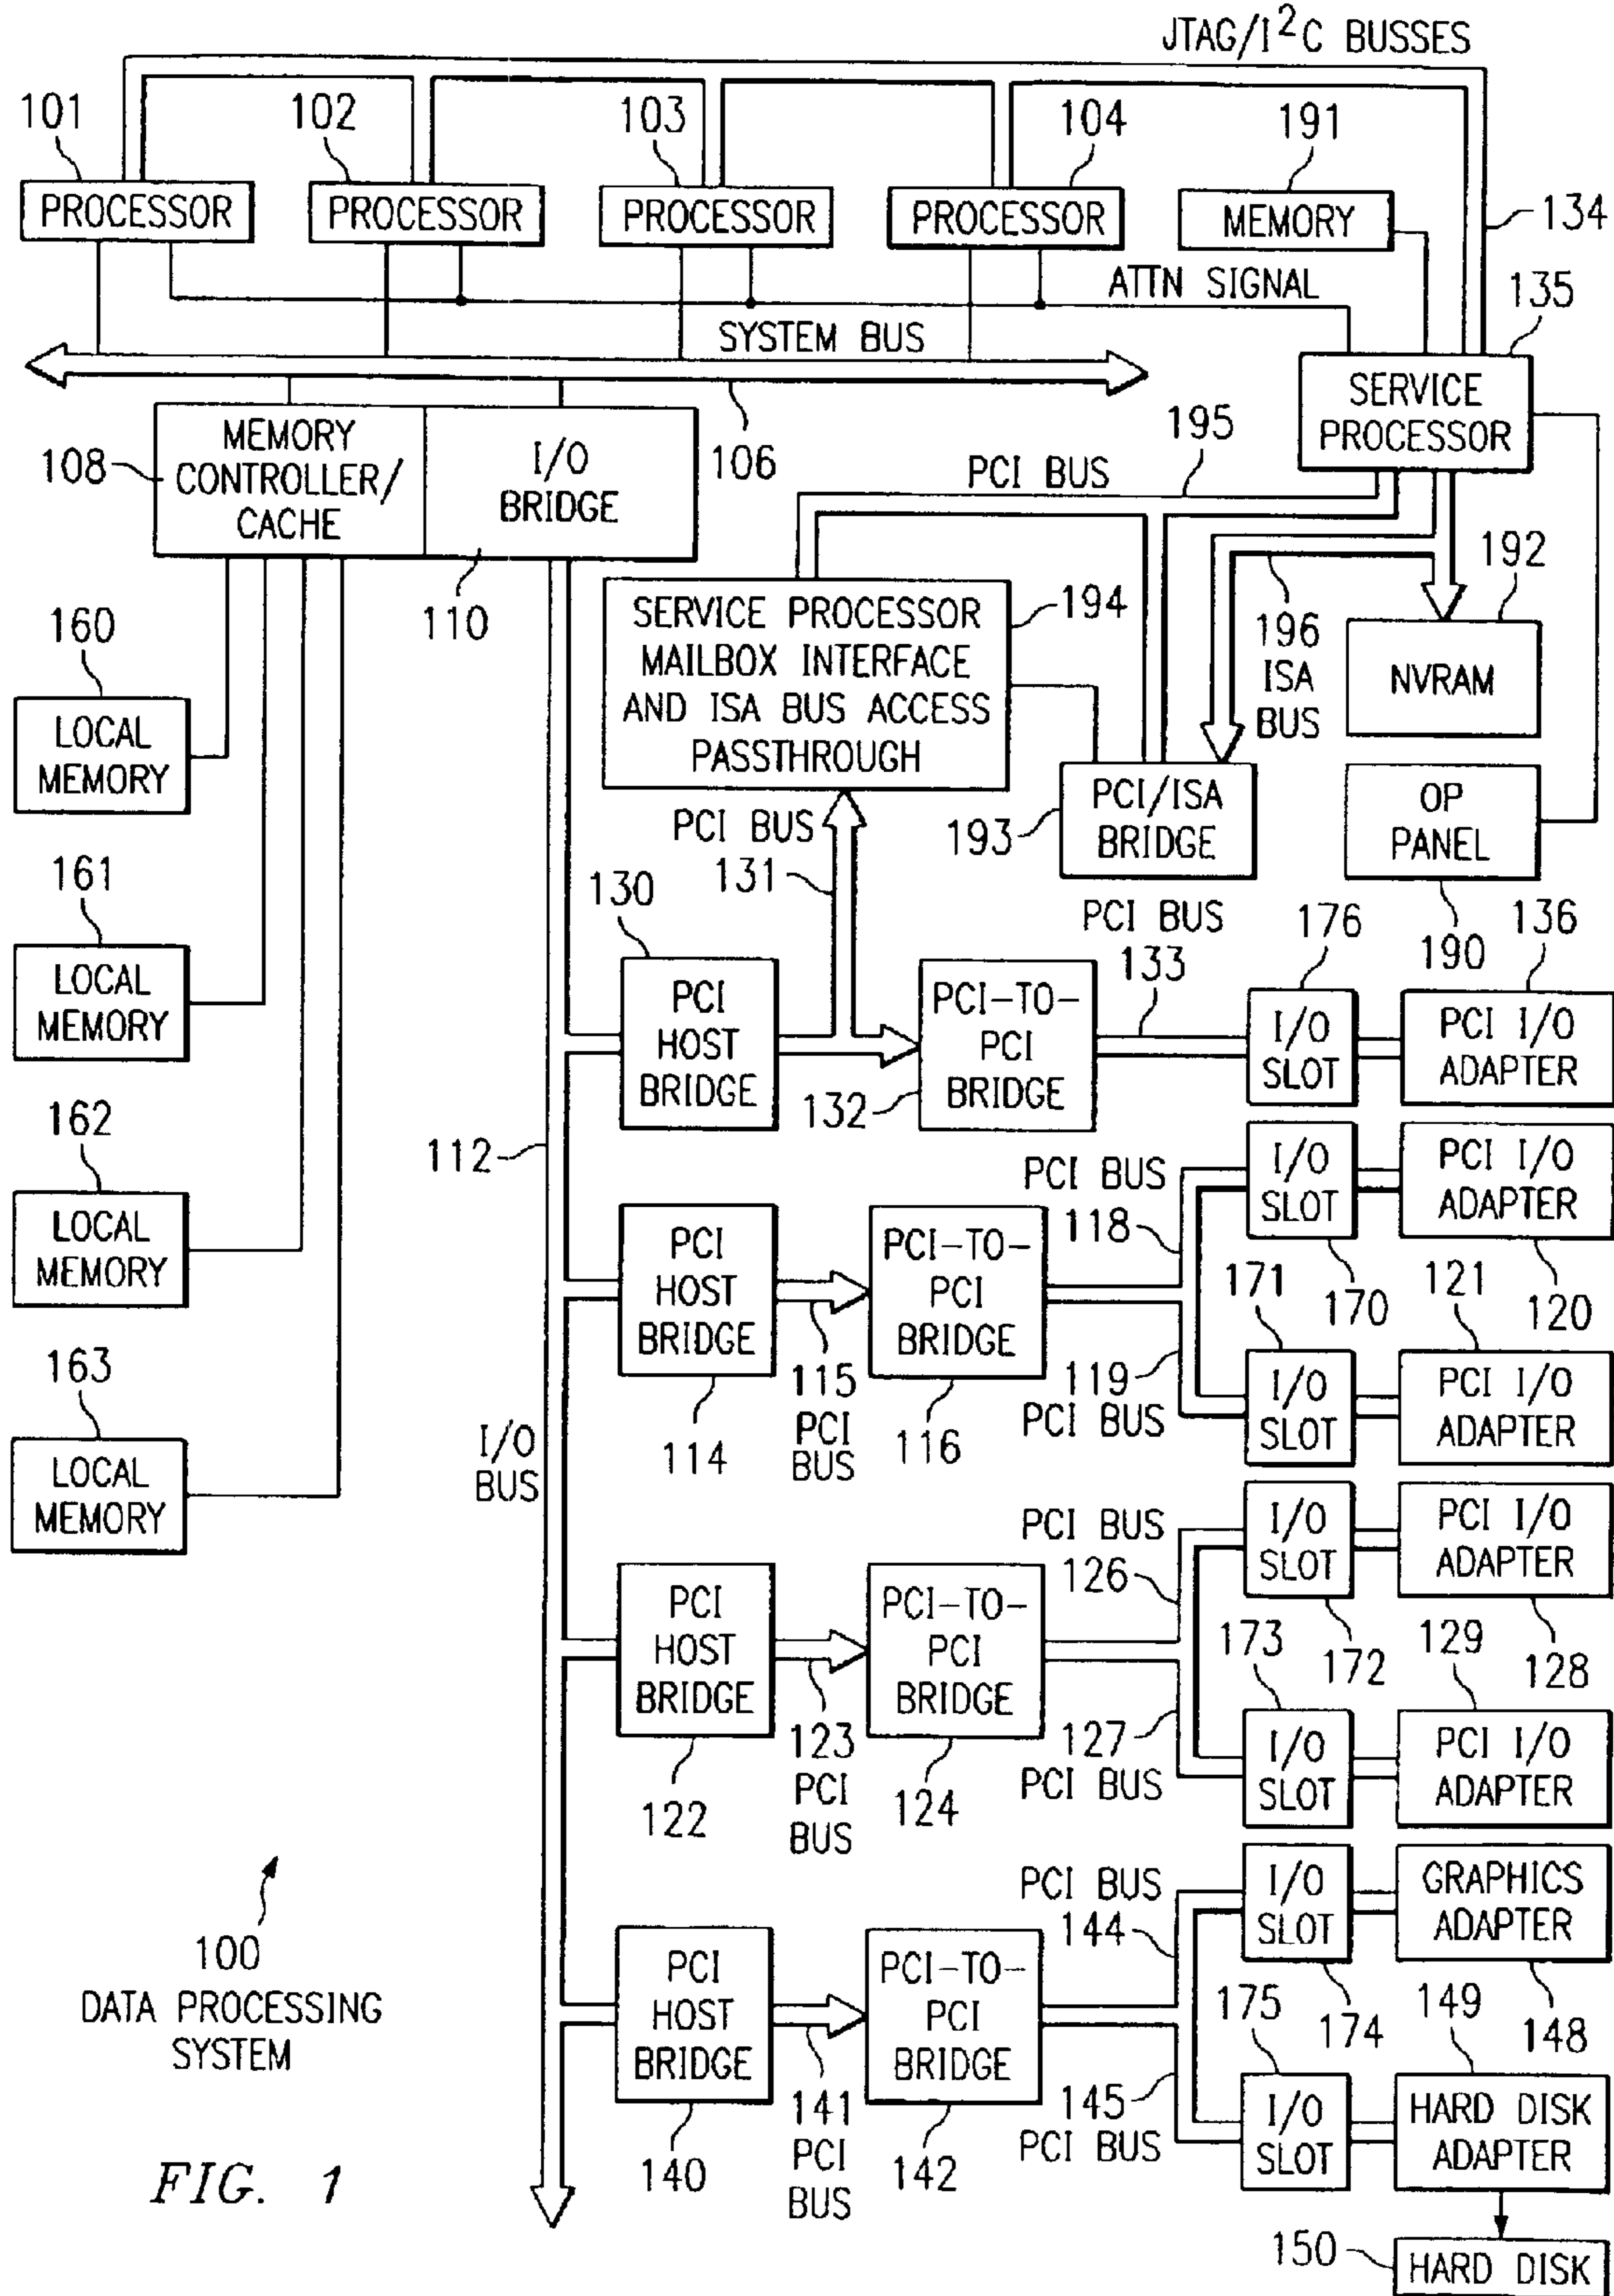 JTAG/I²C BUSSES
101
102
103
104
191
PROCESSOR
PROCESSOR
PROCESSOR
PROCESSOR
MEMORY
134
ATTN SIGNAL
135
SYSTEM BUS
SERVICE
PROCESSOR
106
195
108
MEMORY
CONTROLLER/
CACHE
I/O
BRIDGE
110
PCI BUS
192
SERVICE PROCESSOR
MAILBOX INTERFACE
AND ISA BUS ACCESS
PASSTHROUGH
194
196
ISA
BUS
NVRAM
160
LOCAL
MEMORY
PCI BUS
131
193
PCI/ISA
BRIDGE
OP
PANEL
190
161
LOCAL
MEMORY
130
PCI
HOST
BRIDGE
132
PCI-TO-
PCI
BRIDGE
PCI BUS
133
176
136
I/O
SLOT
PCI I/O
ADAPTER
162
LOCAL
MEMORY
112
PCI BUS
118
I/O
SLOT
170
PCI I/O
ADAPTER
120
PCI
HOST
BRIDGE
114
115
PCI
BUS
PCI-TO-
PCI
BRIDGE
116
119
PCI BUS
171
I/O
SLOT
121
PCI I/O
ADAPTER
163
LOCAL
MEMORY
I/O
BUS
PCI BUS
126
I/O
SLOT
172
PCI I/O
ADAPTER
128
PCI
HOST
BRIDGE
122
123
PCI
BUS
PCI-TO-
PCI
BRIDGE
124
127
PCI BUS
173
I/O
SLOT
129
PCI I/O
ADAPTER
PCI BUS
144
I/O
SLOT
174
GRAPHICS
ADAPTER
148
100
DATA PROCESSING
SYSTEM
PCI
HOST
BRIDGE
140
141
PCI
BUS
PCI-TO-
PCI
BRIDGE
142
145
PCI BUS
175
I/O
SLOT
149
HARD DISK
ADAPTER
FIG. 1
150
HARD DISK